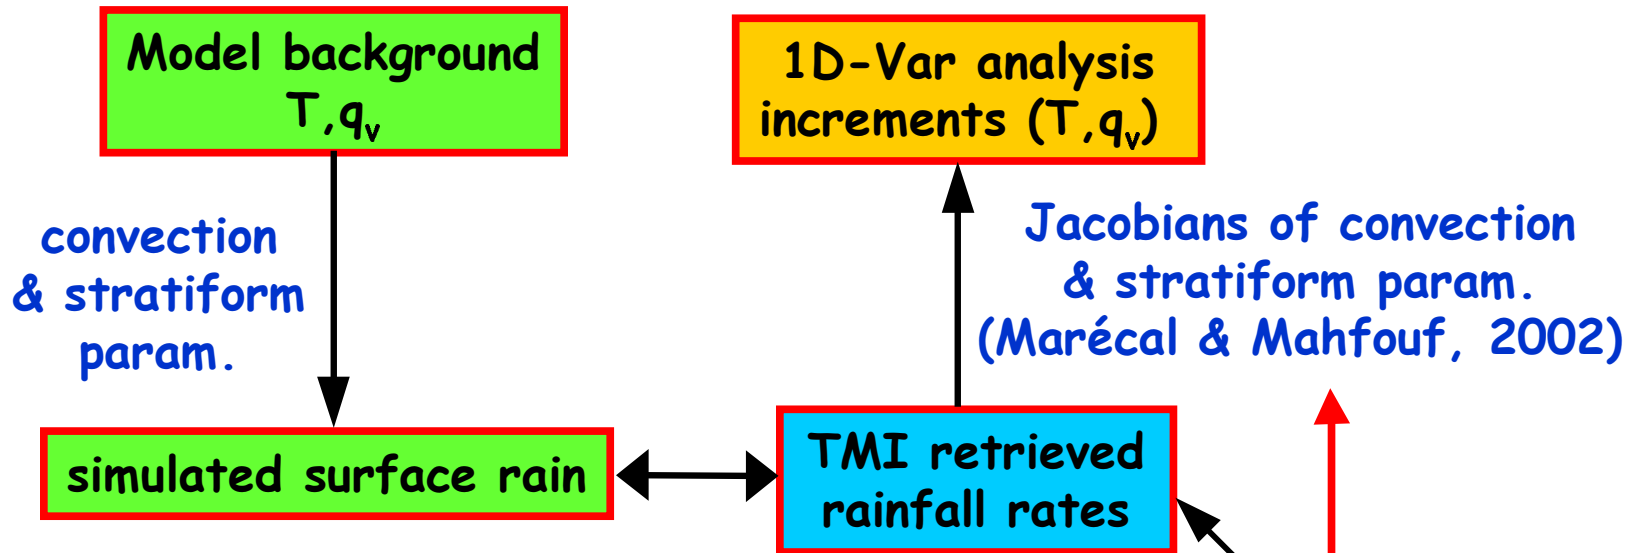 Model background
T,qv
1D-Var analysis
increments (T,qv)
convection
& stratiform
param.
Jacobians of convection
& stratiform param.
(Marécal & Mahfouf, 2002)
simulated surface rain
TMI retrieved
rainfall rates